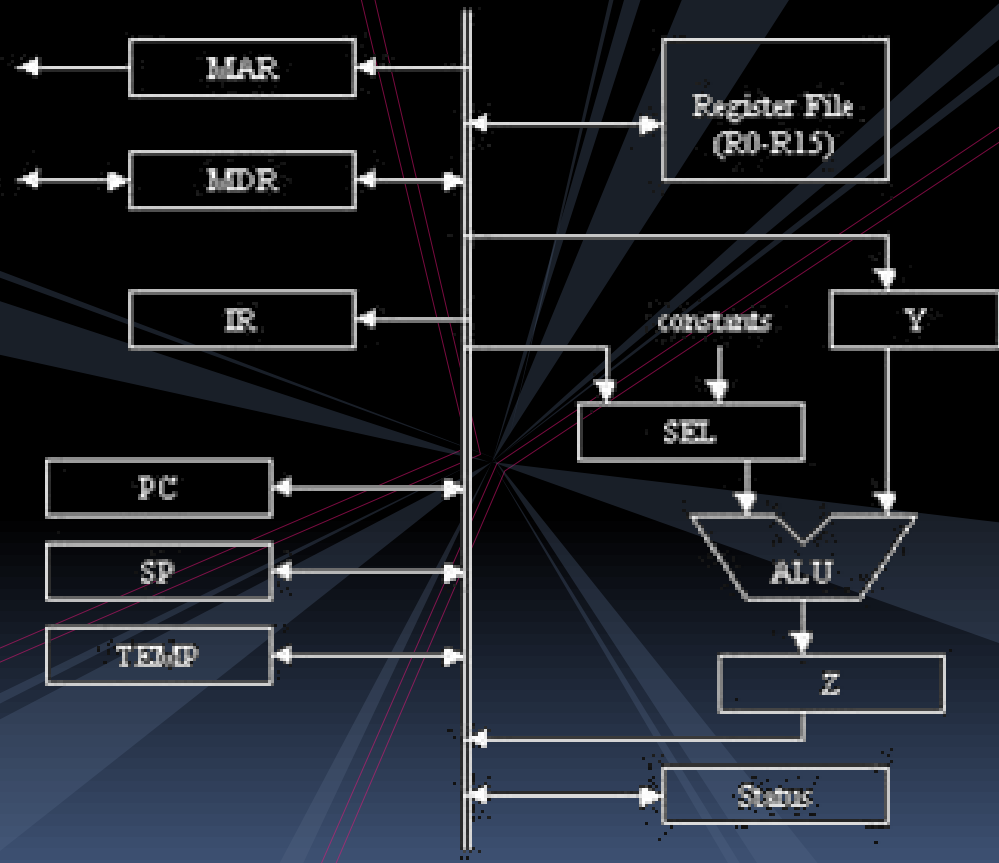 MAR
Register File
(R0-R15)
MDR
IR
constants
Y
SEL
PC
SP
ALU
TEMP
Z
Status